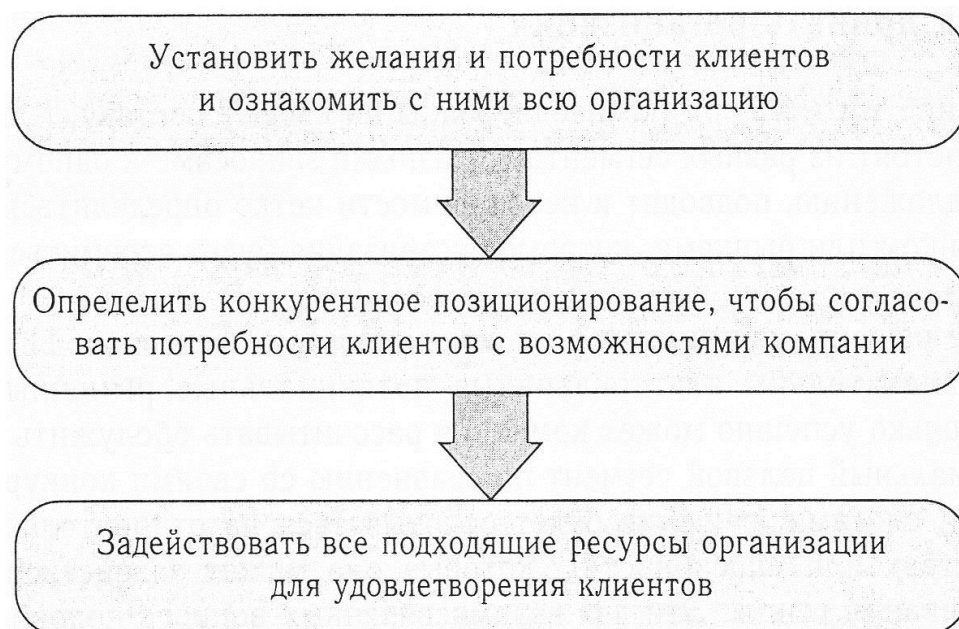 Установить желания и потребности клиентов
и ознакомить с ними всю организацию
Определить конкурентное позиционирование, чтобы согласо-
вать потребности клиентов с возможностями компании
Задействовать все подходящие ресурсы организации
для удовлетворения клиентов